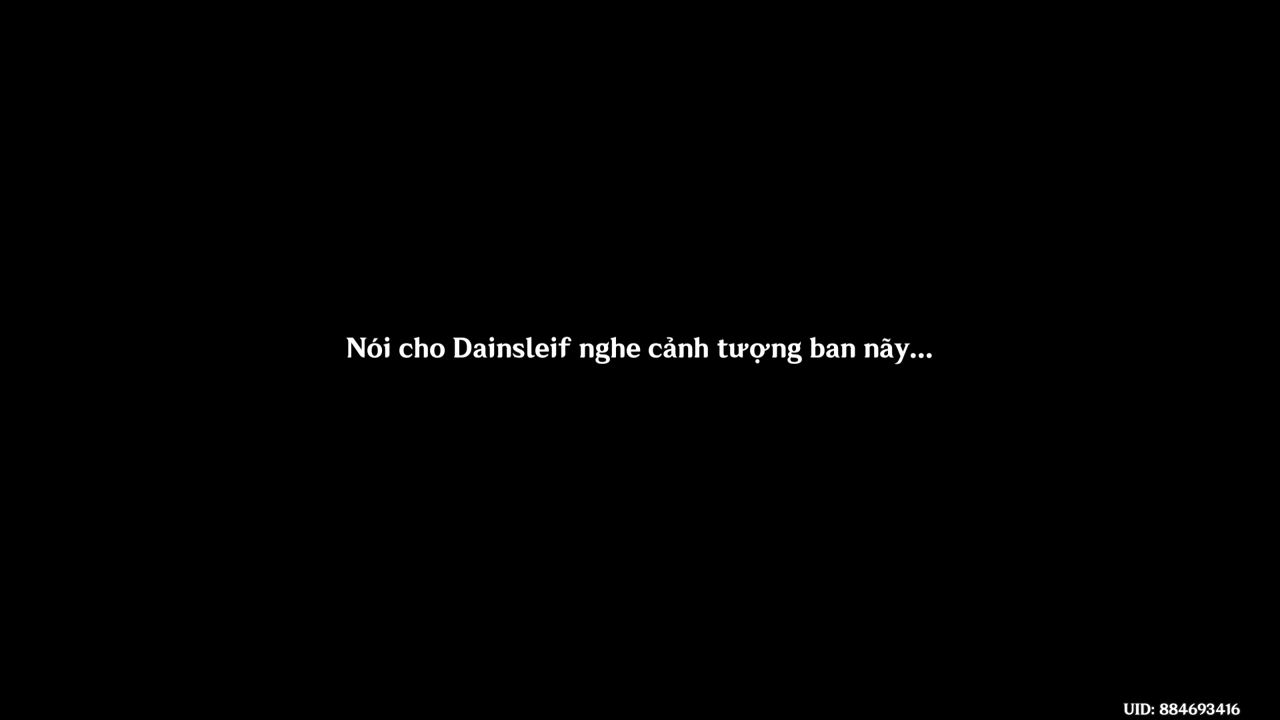 Nói cho Dainsleif nghe cảnh tượng ban nãy...
UID: 884693416